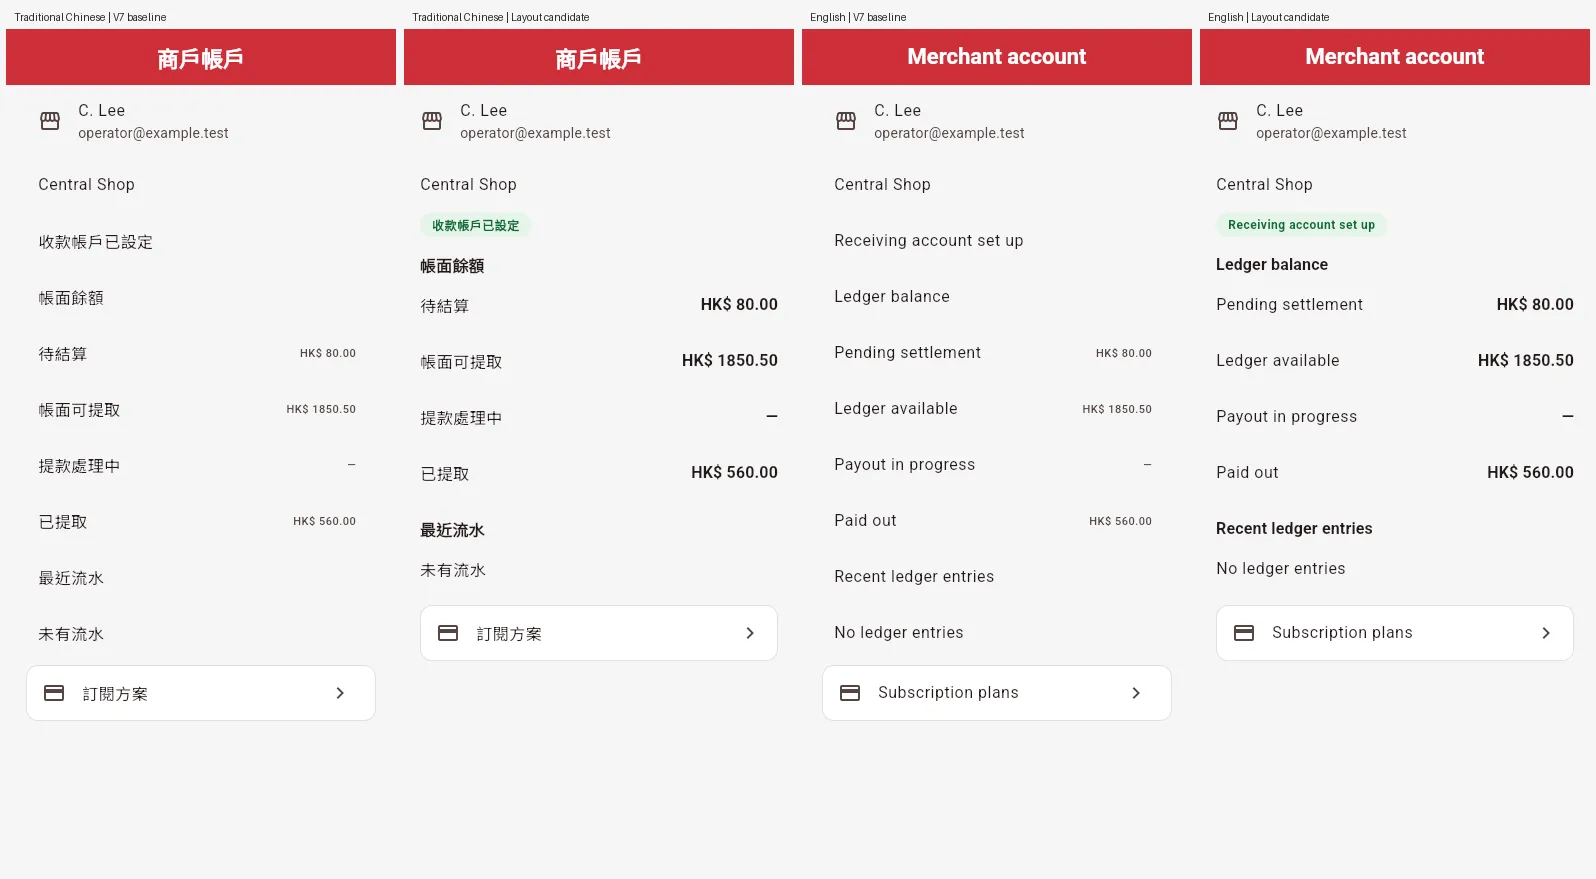 Traditional Chinese | V7 baseline
商戶帳戶
C. Lee
operator@example.test
Central Shop
收款帳戶已設定
帳面餘額
待結算 HK$ 80.00
帳面可提取 HK$ 1850.50
提款處理中 –
已提取 HK$ 560.00
最近流水
未有流水
訂閱方案
Traditional Chinese | Layout candidate
商戶帳戶
C. Lee
operator@example.test
Central Shop
收款帳戶已設定
帳面餘額
待結算 HK$ 80.00
帳面可提取 HK$ 1850.50
提款處理中 –
已提取 HK$ 560.00
最近流水
未有流水
訂閱方案
English | V7 baseline
Merchant account
C. Lee
operator@example.test
Central Shop
Receiving account set up
Ledger balance
Pending settlement HK$ 80.00
Ledger available HK$ 1850.50
Payout in progress –
Paid out HK$ 560.00
Recent ledger entries
No ledger entries
Subscription plans
English | Layout candidate
Merchant account
C. Lee
operator@example.test
Central Shop
Receiving account set up
Ledger balance
Pending settlement HK$ 80.00
Ledger available HK$ 1850.50
Payout in progress –
Paid out HK$ 560.00
Recent ledger entries
No ledger entries
Subscription plans